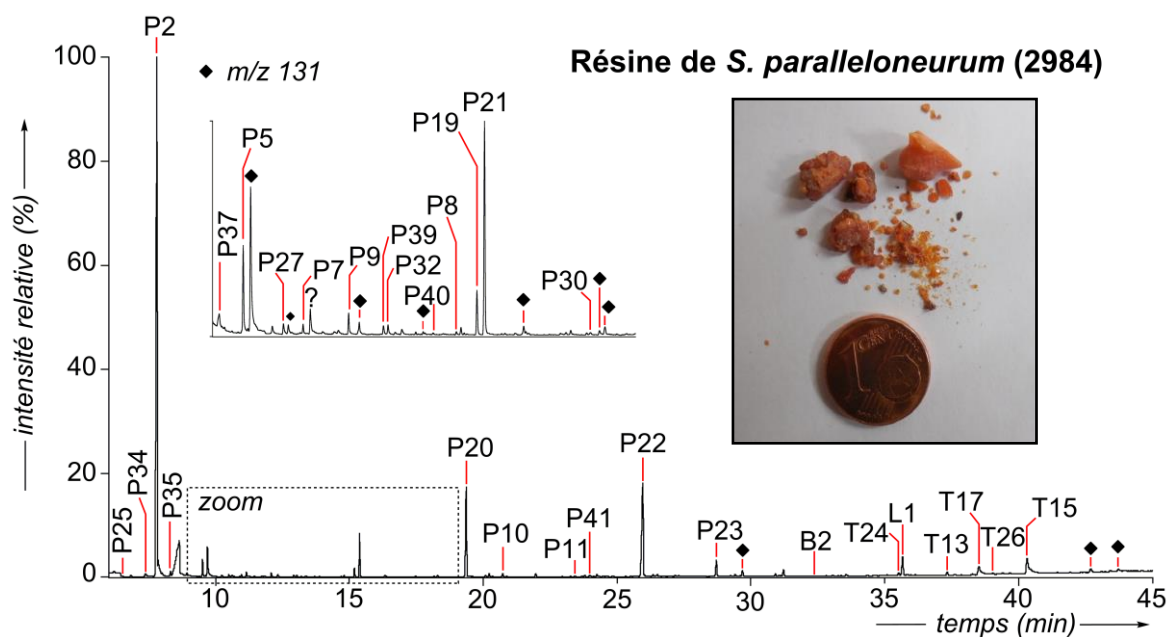 P2
100
◆ m/z 131
Résine de S. paralleloneurum (2984)
P21
P19
P5
80
P8
P37
P39
P27
P7
P9
P32
?
P40
P30
60
40
intensité relative (%)
20
0
P25
P34
P35
zoom
P20
P10
P11
P41
P22
P23
B2
T24
L1
T13
T17
T26
T15
10
15
20
25
30
35
40
45
temps (min)